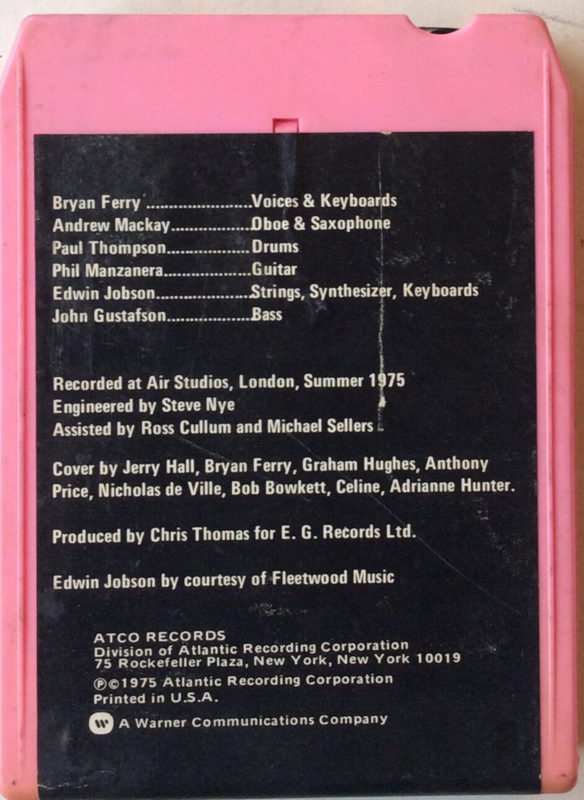 Bryan Ferry .......................Voices & Keyboards
Andrew Mackay.................Oboe & Saxophone
Paul Thompson.................. Drums
Phil Manzanera...................Guitar
Edwin Jobson.....................Strings, Synthesizer, Keyboards
John Gustafson..................Bass
Recorded at Air Studios, London, Summer 1975
Engineered by Steve Nye
Assisted by Ross Cullum and Michael Sellers
Cover by Jerry Hall, Bryan Ferry, Graham Hughes, Anthony
Price, Nicholas de Ville, Bob Bowkett, Celine, Adrianne Hunter.
Produced by Chris Thomas for E. G. Records Ltd.
Edwin Jobson by courtesy of Fleetwood Music
ATCO RECORDS
Division of Atlantic Recording Corporation
75 Rockefeller Plaza, New York, New York 10019
℗©1975 Atlantic Recording Corporation
Printed in U.S.A.
W A Warner Communications Company